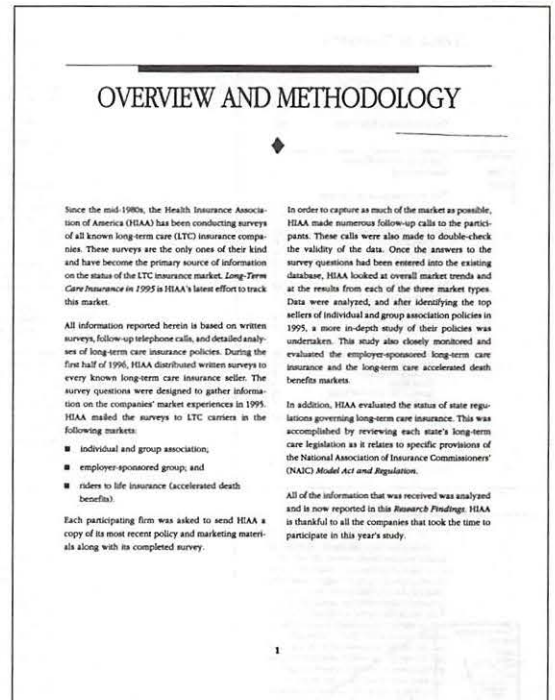 OVERVIEW AND METHODOLOGY
Since the mid-1980s, the Health Insurance Associa-
tion of America (HIAA) has been conducting surveys
of all known long-term care (LTC) insurance compa-
nies. These surveys are the only ones of their kind
and have become the primary source of information
on the status of the LTC insurance market. Long-Term
Care Insurance in 1995 is HIAA's latest effort to track
this market.
All information reported herein is based on written
surveys, follow-up telephone calls, and detailed analy-
ses of long-term care insurance policies. During the
first half of 1996, HIAA distributed written surveys to
every known long-term care insurance seller. The
survey questions were designed to gather informa-
tion on the companies' market experiences in 1995.
HIAA mailed the surveys to LTC carriers in the
following markets:
■ individual and group association;
■ employer-sponsored group; and
■ riders to life insurance (accelerated death
benefits).
Each participating firm was asked to send HIAA a
copy of its most recent policy and marketing materi-
als along with its completed survey.
In order to capture as much of the market as possible,
HIAA made numerous follow-up calls to the partici-
pants. These calls were also made to double-check
the validity of the data. Once the answers to the
survey questions had been entered into the existing
database, HIAA looked at overall market trends and
at the results from each of the three market types.
Data were analyzed, and after identifying the top
sellers of individual and group association policies in
1995, a more in-depth study of their policies was
undertaken. This study also closely monitored and
evaluated the employer-sponsored long-term care
insurance and the long-term care accelerated death
benefits markets.
In addition, HIAA evaluated the status of state regu-
lations governing long-term care insurance. This was
accomplished by reviewing each state's long-term
care legislation as it relates to specific provisions of
the National Association of Insurance Commissioners'
(NAIC) Model Act and Regulation.
All of the information that was received was analyzed
and is now reported in this Research Findings. HIAA
is thankful to all the companies that took the time to
participate in this year's study.
1